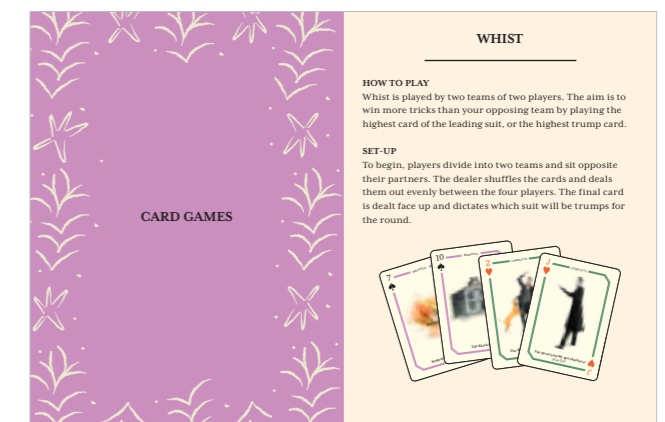 CARD GAMES
WHIST
HOW TO PLAY
Whist is played by two teams of two players. The aim is to
win more tricks than your opposing team by playing the
highest card of the leading suit, or the highest trump card.
SET-UP
To begin, players divide into two teams and sit opposite
their partners. The dealer shuffles the cards and deals
them out evenly between the four players. The final card
is dealt face up and dictates which suit will be trumps for
the round.
7
10
2
J
J